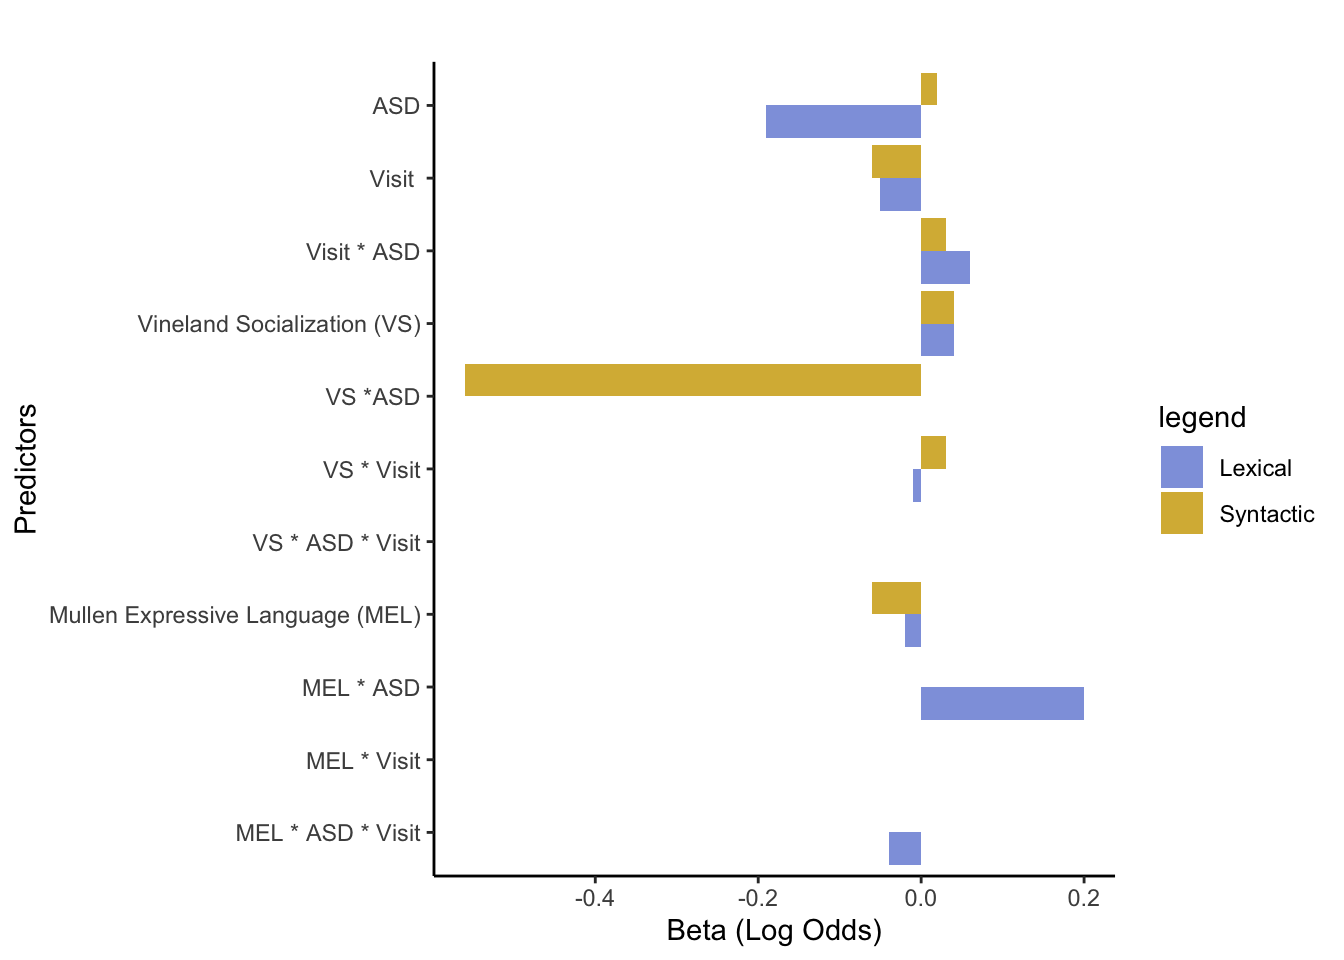 ASD
Visit
Visit * ASD
Vineland Socialization (VS)
VS *ASD
VS * Visit
VS * ASD * Visit
Mullen Expressive Language (MEL)
MEL * ASD
MEL * Visit
MEL * ASD * Visit
Predictors
-0.4
-0.2
0.0
0.2
Beta (Log Odds)
legend
Lexical
Syntactic